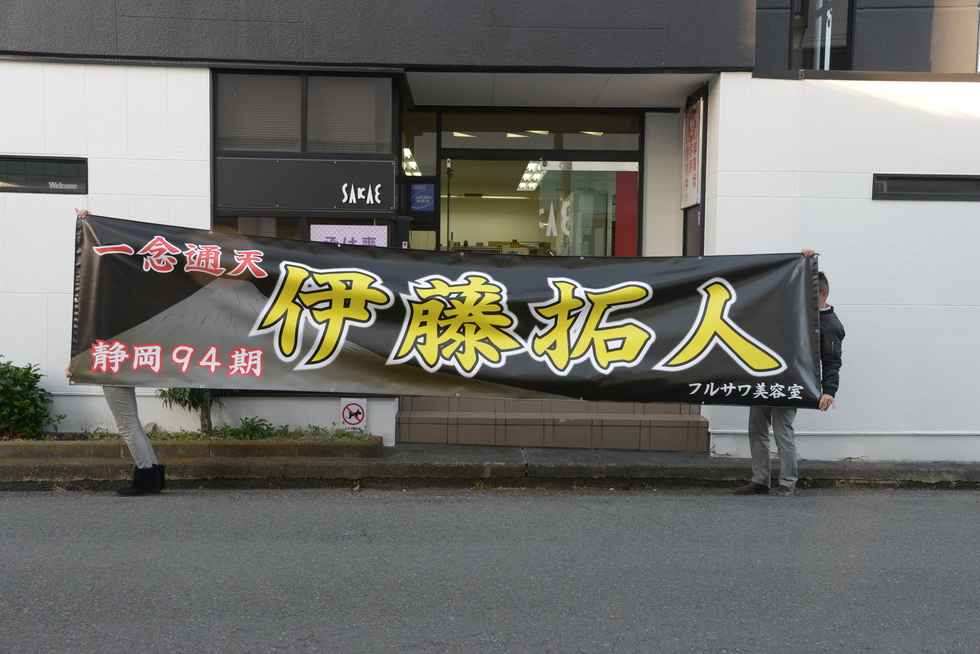 Welcome
SAKAE
一念通天
伊藤拓人
静岡94期
フルサワ美容室